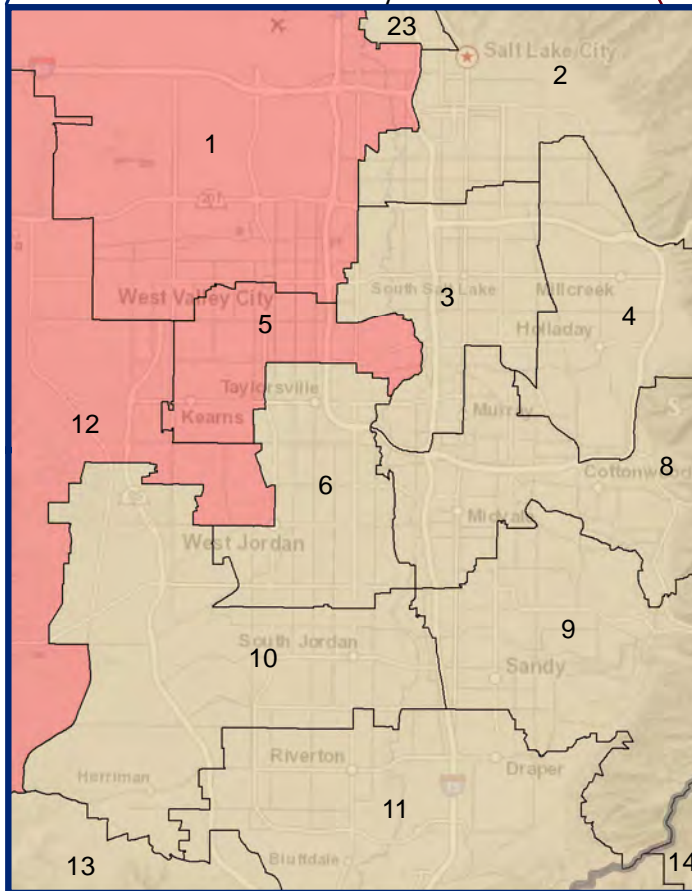 23
Salt Lake City
2
1
201
West Valley City
South Salt Lake
3
Millcreek
4
5
Holladay
Taylorsville
Kearns
Murray
12
8
6
Cottonwood
Midvale
West Jordan
9
10
South Jordan
Sandy
Riverton
Draper
Herriman
11
13
Bluffdale
14